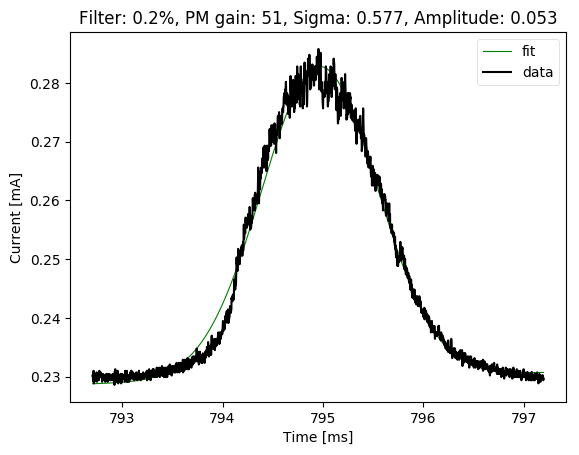 Filter: 0.2%, PM gain: 51, Sigma: 0.577, Amplitude: 0.053
fit
data
Current [mA]
0.28
0.27
0.26
0.25
0.24
0.23
793 794 795 796 797
Time [ms]